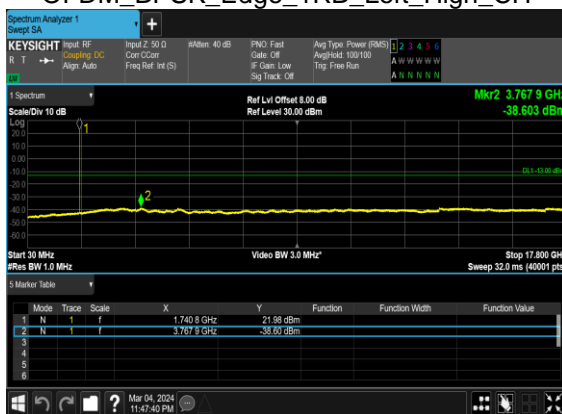 Spectrum Analyzer 1
Swept SA
KEYSIGHT
R T
Input: RF
Coupling: DC
Align: Auto
Input Z: 50 Ω
Corr CCorr
Freq Ref: Int (S)
#Atten: 40 dB
PNO: Fast
Gate: Off
IF Gain: Low
Sig Track: Off
Avg Type: Power (RMS)
Avg|Hold: 100/100
Trig: Free Run
1 2 3 4 5 6
A W W W W W
A N N N N N
1 Spectrum
Scale/Div 10 dB
Ref Lvl Offset 8.00 dB
Ref Level 30.00 dBm
Mkr2 3.767 9 GHz
-38.603 dBm
Log
20.0
10.0
0.00
-10.0
-20.0
-30.0
-40.0
-50.0
-60.0
1
2
DL1 -13.00 dBm
Start 30 MHz
#Res BW 1.0 MHz
Video BW 3.0 MHz*
Stop 17.800 GHz
Sweep 32.0 ms (40001 pts)
5 Marker Table
Mode Trace Scale X Y Function Function Width Function Value
1 N 1 f 1.740 8 GHz 21.98 dBm
2 N 1 f 3.767 9 GHz -38.60 dBm
3
4
5
6
?
Mar 04, 2024
11:47:40 PM